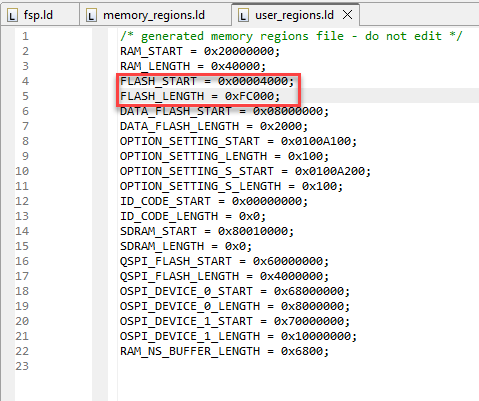 fsp.ld
memory_regions.ld
user_regions.ld
1 /* generated memory regions file - do not edit */
2 RAM_START = 0x20000000;
3 RAM_LENGTH = 0x40000;
4 FLASH_START = 0x00004000;
5 FLASH_LENGTH = 0xFC000;
6 DATA_FLASH_START = 0x08000000;
7 DATA_FLASH_LENGTH = 0x2000;
8 OPTION_SETTING_START = 0x0100A100;
9 OPTION_SETTING_LENGTH = 0x100;
10 OPTION_SETTING_S_START = 0x0100A200;
11 OPTION_SETTING_S_LENGTH = 0x100;
12 ID_CODE_START = 0x00000000;
13 ID_CODE_LENGTH = 0x0;
14 SDRAM_START = 0x80010000;
15 SDRAM_LENGTH = 0x0;
16 QSPI_FLASH_START = 0x60000000;
17 QSPI_FLASH_LENGTH = 0x4000000;
18 OSPI_DEVICE_0_START = 0x68000000;
19 OSPI_DEVICE_0_LENGTH = 0x8000000;
20 OSPI_DEVICE_1_START = 0x70000000;
21 OSPI_DEVICE_1_LENGTH = 0x10000000;
22 RAM_NS_BUFFER_LENGTH = 0x6800;
23